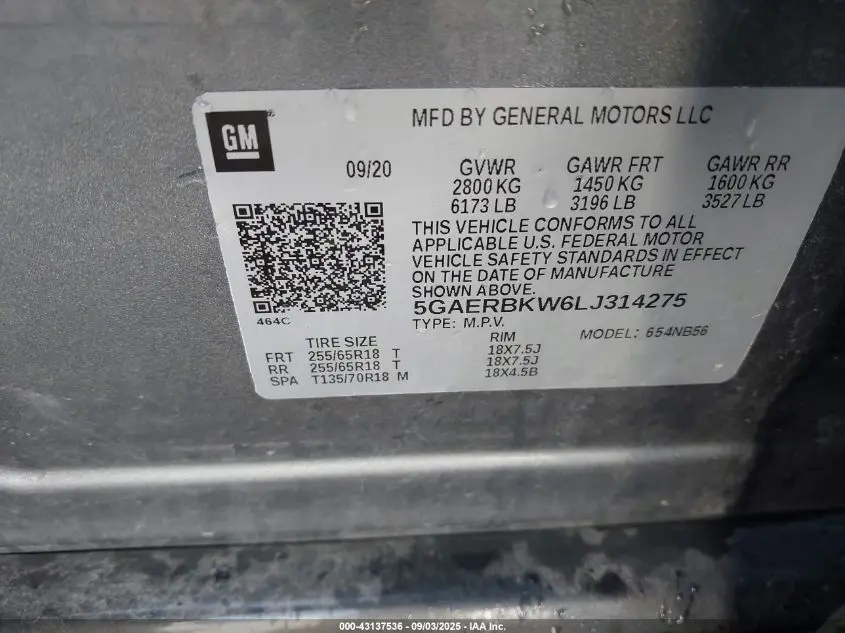 MFD BY GENERAL MOTORS LLC
GM
09/20
GVWR GAWR FRT GAWR RR
2800 KG 1450 KG 1600 KG
6173 LB 3196 LB 3527 LB
THIS VEHICLE CONFORMS TO ALL
APPLICABLE U.S. FEDERAL MOTOR
VEHICLE SAFETY STANDARDS IN EFFECT
ON THE DATE OF MANUFACTURE
SHOWN ABOVE.
5GAERBKW6LJ314275
464C
TYPE: M.P.V. MODEL: 654NB56
TIRE SIZE RIM
FRT 255/65R18 T 18X7.5J
RR 255/65R18 T 18X7.5J
SPA T135/70R18 M 18X4.5B
000-43137536 - 09/03/2025 - IAA Inc.